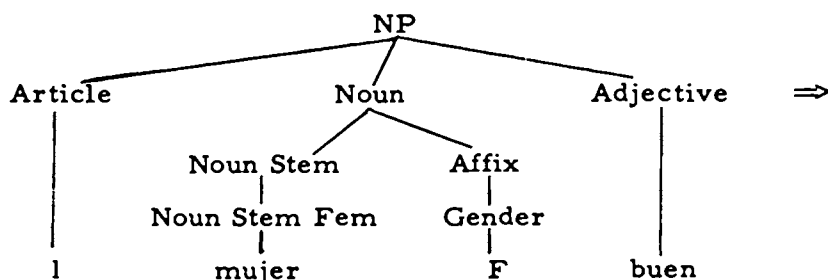 NP
Article Noun Adjective ⇒
Noun Stem Affix
Noun Stem Fem Gender
l mujer F buen